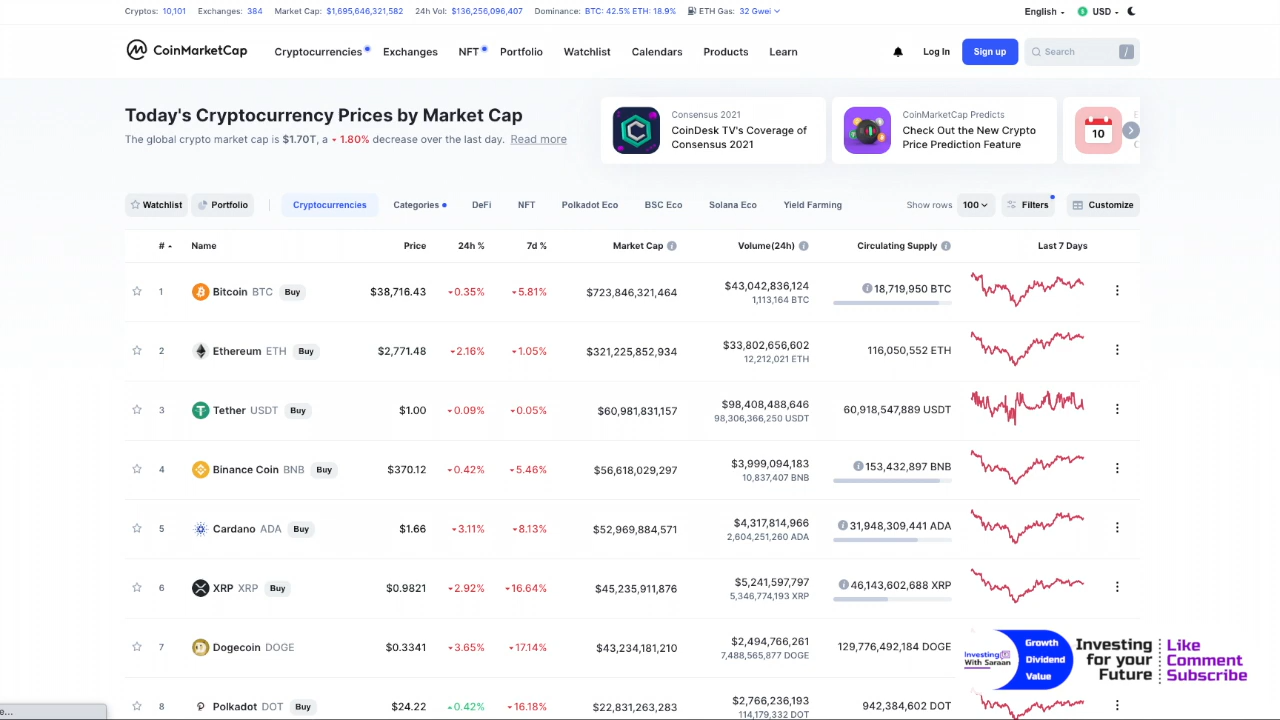 Cryptos: 10,101 Exchanges: 384 Market Cap: $1,695,646,321,582 24h Vol: $136,256,096,407 Dominance: BTC: 42.5% ETH: 18.9% ETH Gas: 32 Gwei English USD
CoinMarketCap Cryptocurrencies Exchanges NFT Portfolio Watchlist Calendars Products Learn Log In Sign up Search /
Today's Cryptocurrency Prices by Market Cap
The global crypto market cap is $1.70T, a 1.80% decrease over the last day. Read more
Consensus 2021
CoinDesk TV's Coverage of
Consensus 2021
CoinMarketCap Predicts
Check Out the New Crypto
Price Prediction Feature
10
Watchlist Portfolio Cryptocurrencies Categories DeFi NFT Polkadot Eco BSC Eco Solana Eco Yield Farming Show rows 100 Filters Customize
# Name Price 24h % 7d % Market Cap Volume(24h) Circulating Supply Last 7 Days
1 Bitcoin BTC Buy $38,716.43 0.35% 5.81% $723,846,321,464 $43,042,836,124 18,719,950 BTC
1,113,164 BTC
2 Ethereum ETH Buy $2,771.48 2.16% 1.05% $321,225,852,934 $33,802,656,602 116,050,552 ETH
12,212,021 ETH
3 Tether USDT Buy $1.00 0.09% 0.05% $60,981,831,157 $98,408,488,646 60,918,547,889 USDT
98,306,366,250 USDT
4 Binance Coin BNB Buy $370.12 0.42% 5.46% $56,618,029,297 $3,999,094,183 153,432,897 BNB
10,837,407 BNB
5 Cardano ADA Buy $1.66 3.11% 8.13% $52,969,884,571 $4,317,814,966 31,948,309,441 ADA
2,604,251,260 ADA
6 XRP XRP Buy $0.9821 2.92% 16.64% $45,235,911,876 $5,241,597,797 46,143,602,688 XRP
5,346,774,193 XRP
7 Dogecoin DOGE $0.3341 3.65% 17.14% $43,234,181,210 $2,494,766,261 129,776,492,184 DOGE
7,488,565,877 DOGE
8 Polkadot DOT Buy $24.22 0.42% 16.18% $22,831,263,283 $2,766,236,193 942,384,602 DOT
114,179,332 DOT
Investing
With Saraan
Growth
Dividend
Value
Investing
for your
Future
Like
Comment
Subscribe
e...